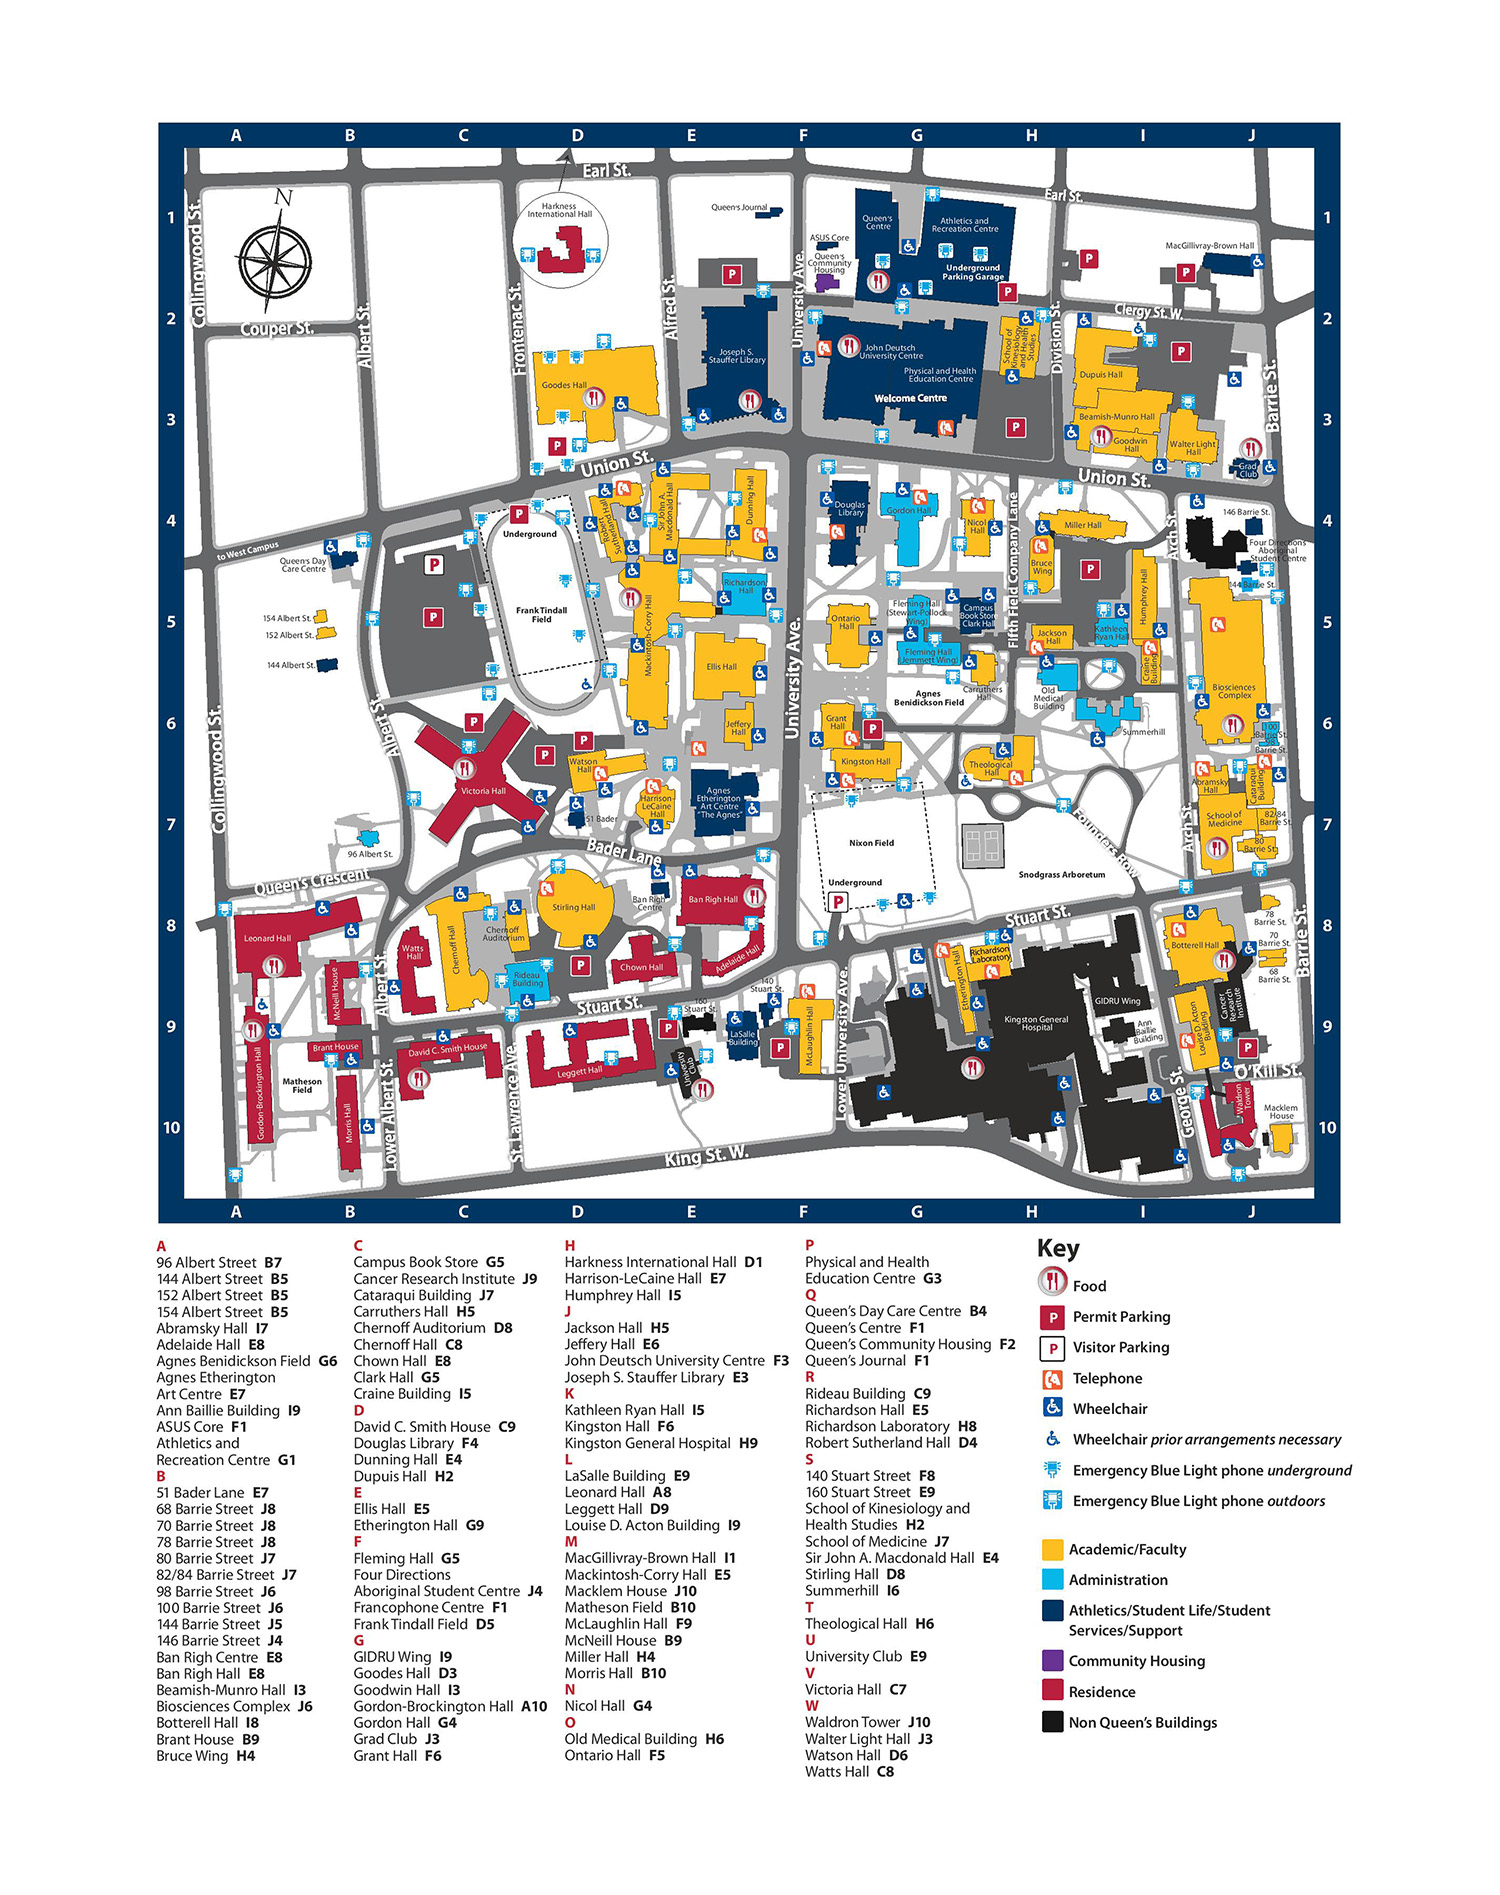 A B C D E F G H I J
1
2
3
4
5
6
7
8
9
10
1
2
3
4
5
6
7
8
9
10
N
Earl St.
Earl St.
Harkness
International Hall
Queen's Journal
ASUS Core
Queen's
Community
Housing
Queen's
Centre
Athletics and
Recreation Centre
Underground
Parking Garage
MacGillivray-Brown Hall
Collingwood St.
Couper St.
Albert St.
Frontenac St.
Alfred St.
University Ave.
Division St.
Clergy St. W.
Barrie St.
Goodes Hall
Joseph S.
Stauffer Library
John Deutsch
University Centre
Physical and Health
Education Centre
Welcome Centre
School of
Kinesiology
and Health
Studies
Dupuis Hall
Beamish-Munro Hall
Goodwin
Hall
Walter Light
Hall
Grad
Club
Union St.
Union St.
to West Campus
Queen's Day
Care Centre
154 Albert St.
152 Albert St.
144 Albert St.
Underground
Frank Tindall
Field
Robert
Sutherland Hall
Sir John A.
Macdonald Hall
Dunning Hall
Richardson
Hall
Mackintosh-Corry Hall
Ellis Hall
Jeffery
Hall
Douglas
Library
Gordon Hall
Nicol
Hall
Fifth Field Company Lane
Miller Hall
Bruce
Wing
Arch St.
146 Barrie St.
Four Directions
Aboriginal
Student Centre
144 Barrie St.
Ontario
Hall
Fleming Hall
(Stewart-Pollock
Wing)
Fleming Hall
(Jemmett Wing)
Campus
Book Store
Clark Hall
Carruthers
Hall
Jackson
Hall
Kathleen
Ryan Hall
Humphrey Hall
Craine
Building
Old
Medical
Building
Summerhill
Biosciences
Complex
100
Barrie St.
Barrie St.
Agnes
Benidickson Field
University Ave.
Grant
Hall
Kingston Hall
Theological
Hall
Albert St.
Collingwood St.
Victoria Hall
Watson
Hall
51 Bader
Harrison-
LeCaine
Hall
Agnes
Etherington
Art Centre
"The Agnes"
Bader Lane
96 Albert St.
Queen's Crescent
Nixon Field
Underground
Founders Row
Snodgrass Arboretum
Arch St.
Abramsky
Hall
Cataraqui
Building
School of
Medicine
82/84
Barrie St.
80
Barrie St.
Leonard Hall
McNeill House
Albert St.
Watts
Hall
Chernoff Hall
Chernoff
Auditorium
Stirling Hall
Rideau
Building
Ban Righ
Centre
Ban Righ Hall
Adelaide Hall
Chown Hall
Stuart St.
Stuart St.
140
Stuart St.
160
Stuart St.
LaSalle
Building
University
Club
McLaughlin Hall
Lower University Ave.
Etherington Hall
Richardson
Laboratory
Kingston General
Hospital
GIDRU Wing
Ann
Baillie
Building
Botterell Hall
Cancer
Research
Institute
Louise D. Acton
Building
78
Barrie St.
70
Barrie St.
68
Barrie St.
Barrie St.
Gordon-Brockington Hall
Brant House
Matheson
Field
Morris Hall
Lower Albert St.
David C. Smith House
St. Lawrence Ave.
Leggett Hall
King St. W.
George St.
O'Kill St.
Waldron
Tower
Macklem
House
A B C D E F G H I J
A
96 Albert Street B7
144 Albert Street B5
152 Albert Street B5
154 Albert Street B5
Abramsky Hall I7
Adelaide Hall E8
Agnes Benidickson Field G6
Agnes Etherington
Art Centre E7
Ann Baillie Building I9
ASUS Core F1
Athletics and
Recreation Centre G1
B
51 Bader Lane E7
68 Barrie Street J8
70 Barrie Street J8
78 Barrie Street J8
80 Barrie Street J7
82/84 Barrie Street J7
98 Barrie Street J6
100 Barrie Street J6
144 Barrie Street J5
146 Barrie Street J4
Ban Righ Centre E8
Ban Righ Hall E8
Beamish-Munro Hall I3
Biosciences Complex J6
Botterell Hall I8
Brant House B9
Bruce Wing H4
C
Campus Book Store G5
Cancer Research Institute J9
Cataraqui Building J7
Carruthers Hall H5
Chernoff Auditorium D8
Chernoff Hall C8
Chown Hall E8
Clark Hall G5
Craine Building I5
D
David C. Smith House C9
Douglas Library F4
Dunning Hall E4
Dupuis Hall H2
E
Ellis Hall E5
Etherington Hall G9
F
Fleming Hall G5
Four Directions
Aboriginal Student Centre J4
Francophone Centre F1
Frank Tindall Field D5
G
GIDRU Wing I9
Goodes Hall D3
Goodwin Hall I3
Gordon-Brockington Hall A10
Gordon Hall G4
Grad Club J3
Grant Hall F6
H
Harkness International Hall D1
Harrison-LeCaine Hall E7
Humphrey Hall I5
J
Jackson Hall H5
Jeffery Hall E6
John Deutsch University Centre F3
Joseph S. Stauffer Library E3
K
Kathleen Ryan Hall I5
Kingston Hall F6
Kingston General Hospital H9
L
LaSalle Building E9
Leonard Hall A8
Leggett Hall D9
Louise D. Acton Building I9
M
MacGillivray-Brown Hall I1
Mackintosh-Corry Hall E5
Macklem House J10
Matheson Field B10
McLaughlin Hall F9
McNeill House B9
Miller Hall H4
Morris Hall B10
N
Nicol Hall G4
O
Old Medical Building H6
Ontario Hall F5
P
Physical and Health
Education Centre G3
Q
Queen's Day Care Centre B4
Queen's Centre F1
Queen's Community Housing F2
Queen's Journal F1
R
Rideau Building C9
Richardson Hall E5
Richardson Laboratory H8
Robert Sutherland Hall D4
S
140 Stuart Street F8
160 Stuart Street E9
School of Kinesiology and
Health Studies H2
School of Medicine J7
Sir John A. Macdonald Hall E4
Stirling Hall D8
Summerhill I6
T
Theological Hall H6
U
University Club E9
V
Victoria Hall C7
W
Waldron Tower J10
Walter Light Hall J3
Watson Hall D6
Watts Hall C8
Key
Food
P Permit Parking
P Visitor Parking
Telephone
Wheelchair
Wheelchair prior arrangements necessary
Emergency Blue Light phone underground
Emergency Blue Light phone outdoors
Academic/Faculty
Administration
Athletics/Student Life/Student
Services/Support
Community Housing
Residence
Non Queen's Buildings